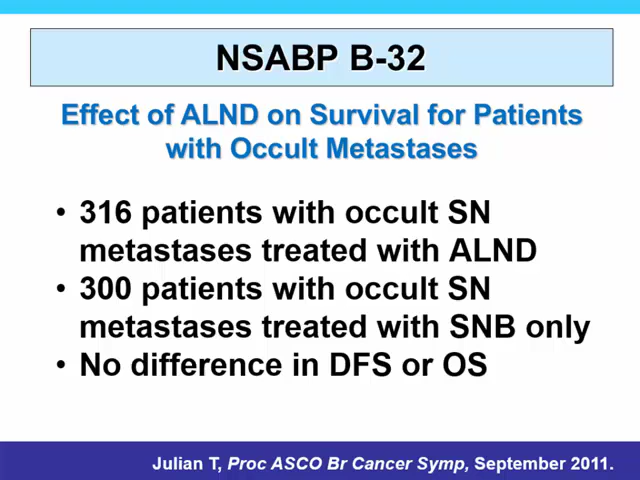 NSABP B-32
Effect of ALND on Survival for Patients
with Occult Metastases
• 316 patients with occult SN
metastases treated with ALND
• 300 patients with occult SN
metastases treated with SNB only
• No difference in DFS or OS
Julian T, Proc ASCO Br Cancer Symp, September 2011.